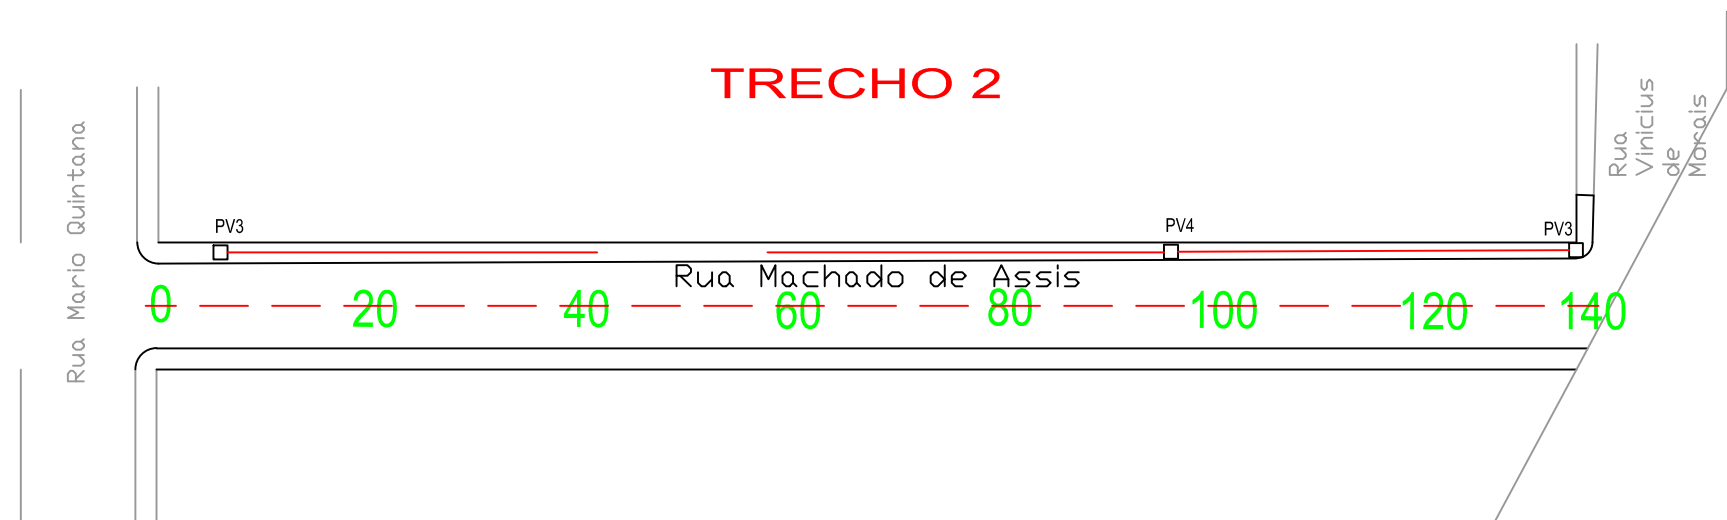 TRECHO 2
Rua Mario Quintana
Rua
Vinicius
de
Morais
PV3
PV4
PV3
Rua Machado de Assis
0 20 40 60 80 100 120 140